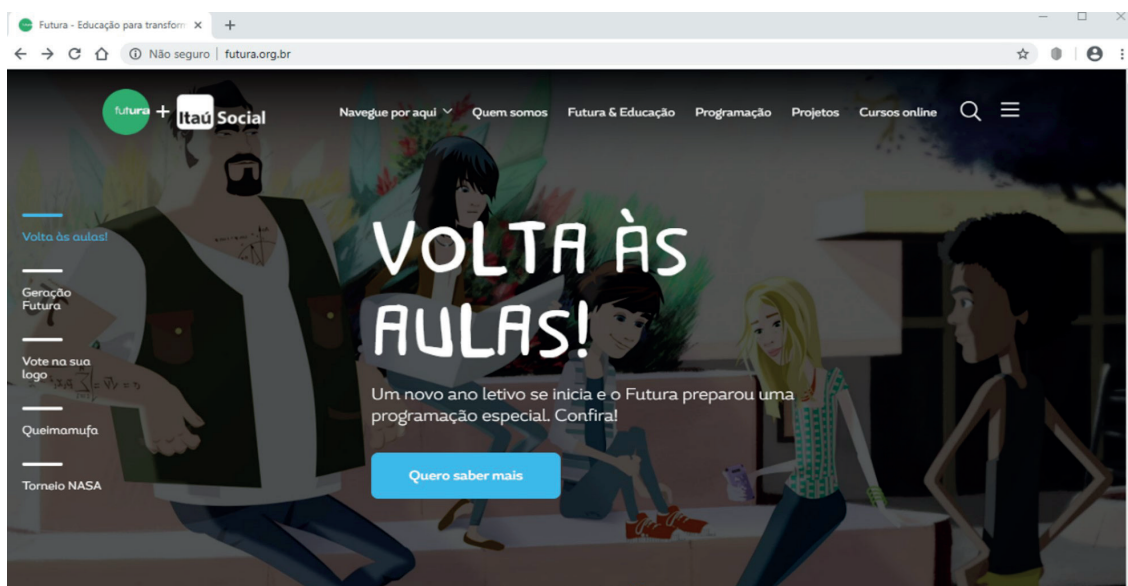 Futura - Educação para transform
Não seguro | futura.org.br
futura + Itaú Social
Navegue por aqui Quem somos Futura & Educação Programação Projetos Cursos online
Volta às aulas!
Geração
Futura
Vote na sua
logo
Queimamufa
Torneio NASA
VOLTA ÀS
AULAS!
Um novo ano letivo se inicia e o Futura preparou uma
programação especial. Confira!
Quero saber mais